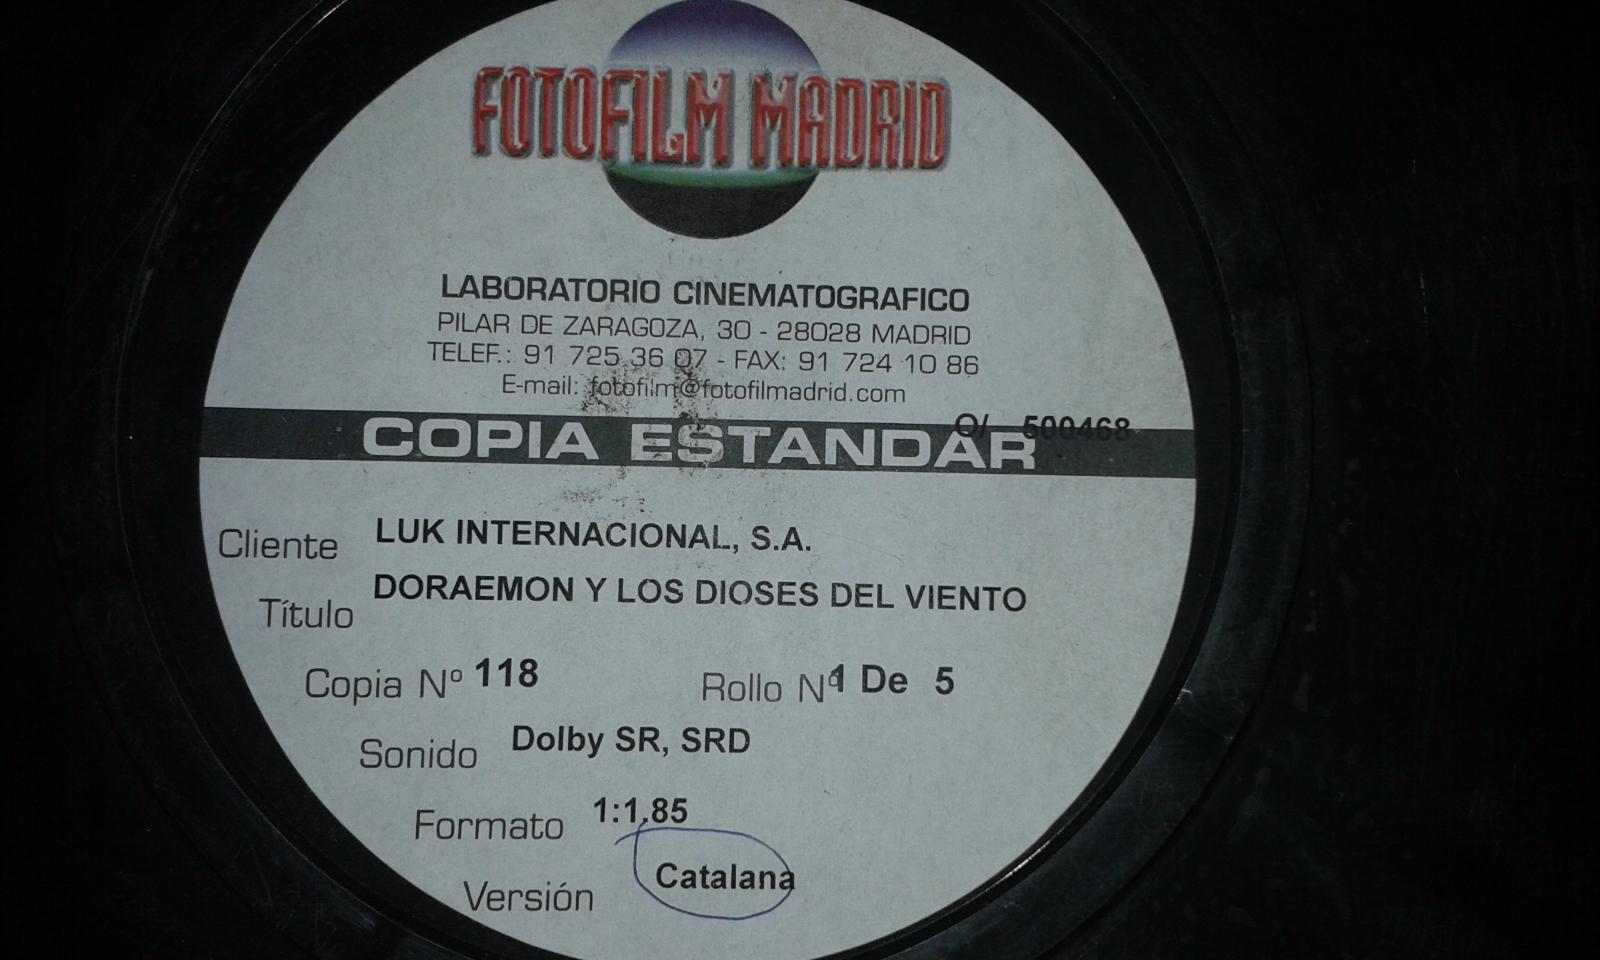 FOTOFILM MADRID
LABORATORIO CINEMATOGRAFICO
PILAR DE ZARAGOZA, 30 - 28028 MADRID
TELEF.: 91 725 36 07 - FAX: 91 724 10 86
E-mail: fotofilm@fotofilmadrid.com
O/ 500468
COPIA ESTANDAR
Cliente LUK INTERNACIONAL, S.A.
Título DORAEMON Y LOS DIOSES DEL VIENTO
Copia Nº 118 Rollo Nº 1 De 5
Sonido Dolby SR, SRD
Formato 1:1.85
Versión Catalana